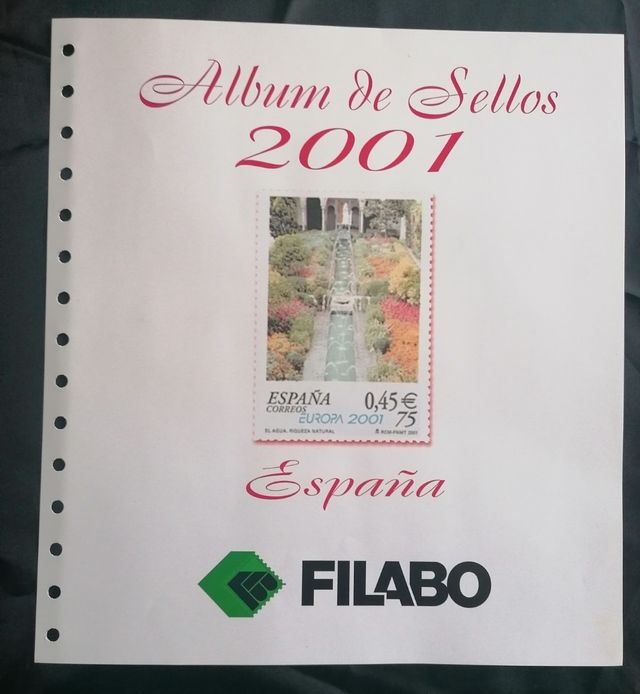 Album de Sellos
2001
ESPAÑA 0,45 €
CORREOS 75
EUROPA 2001
EL AGUA, RIQUEZA NATURAL RCM-FNMT 2001
España
FILABO